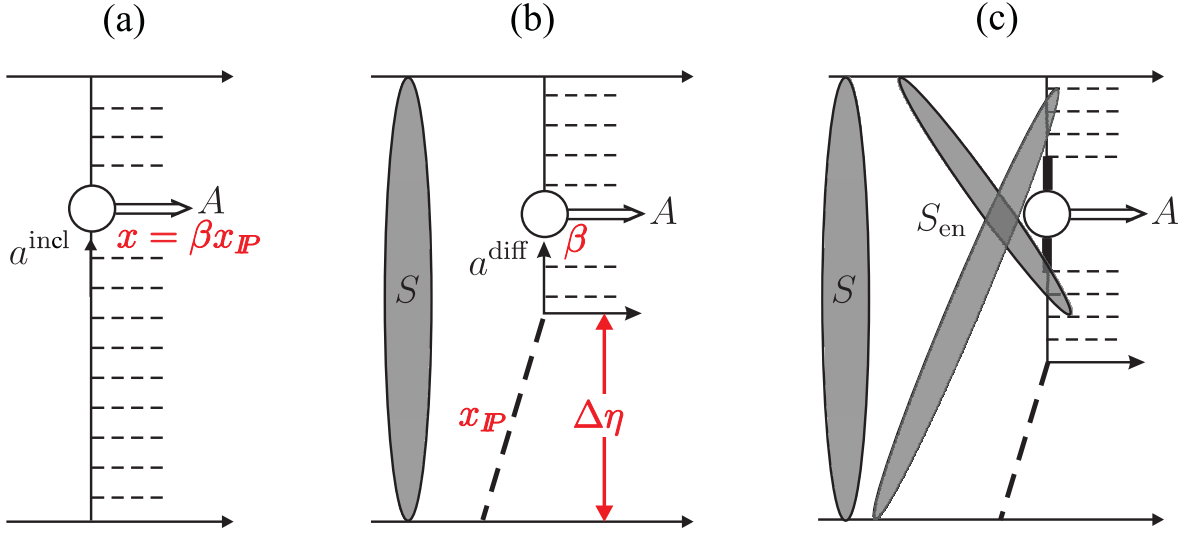 (a)
(b)
(c)
A
a^incl
x = βx_IP
A
a^diff
β
S
x_IP
Δη
A
S_en
S